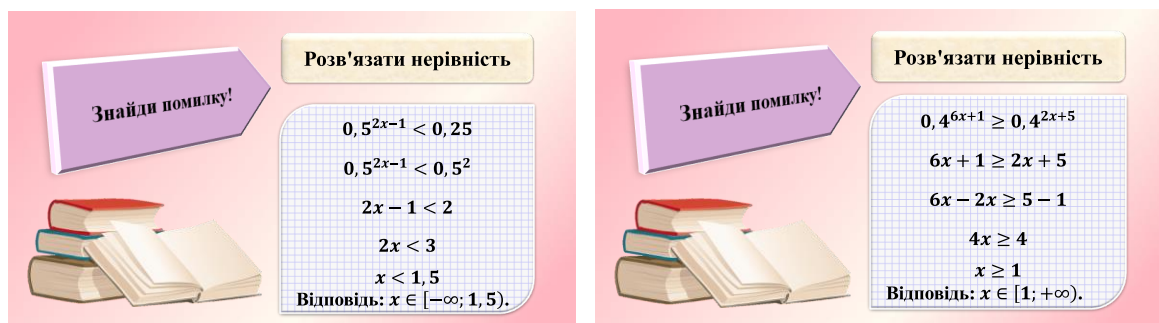 Знайди помилку!
Розв'язати нерівність
0,5^{2x−1} < 0,25
0,5^{2x−1} < 0,5^2
2x − 1 < 2
2x < 3
x < 1,5
Відповідь: x ∈ [−∞; 1,5).
Знайди помилку!
Розв'язати нерівність
0,4^{6x+1} ≥ 0,4^{2x+5}
6x + 1 ≥ 2x + 5
6x − 2x ≥ 5 − 1
4x ≥ 4
x ≥ 1
Відповідь: x ∈ [1; +∞).